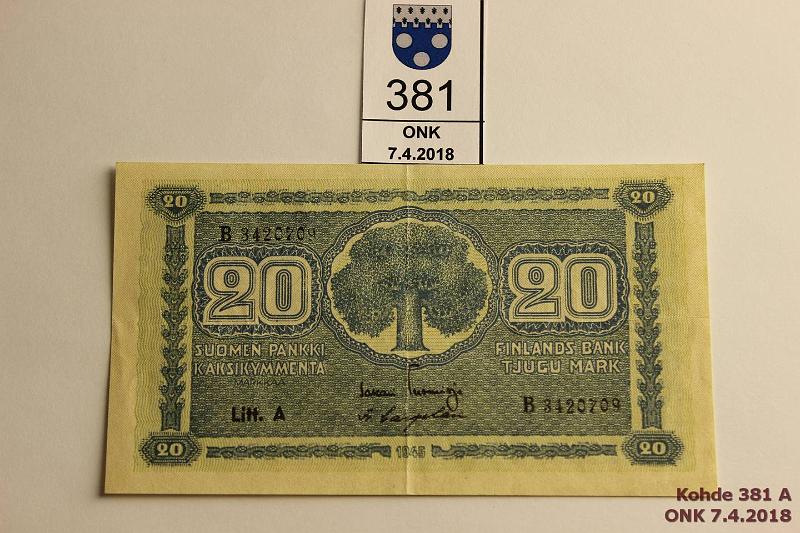 381
ONK
7.4.2018
20 20
B 3420709
20 20
SUOMEN PANKKI FINLANDS BANK
KAKSIKYMMENTÄ TJUGU MARK
MARKKAA
Litt. A B 3420709
20 1945 20
Kohde 381 A
ONK 7.4.2018